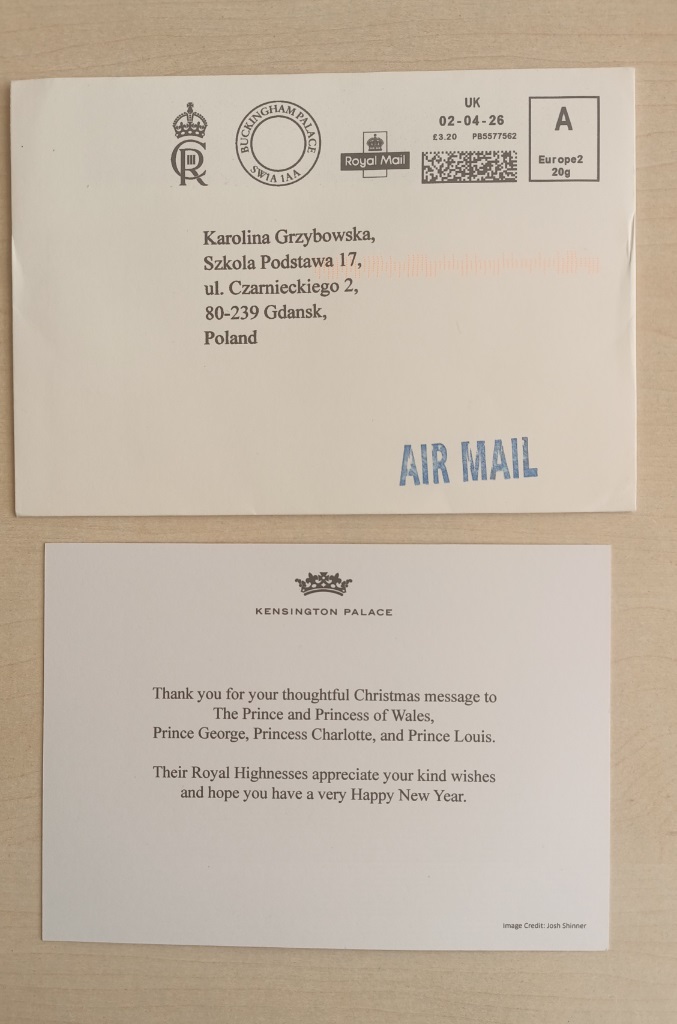 CIIIR
BUCKINGHAM PALACE
SW1A 1AA
Royal Mail
UK
02-04-26
£3.20 PB5577562
A
Europe2
20g
Karolina Grzybowska,
Szkola Podstawa 17,
ul. Czarnieckiego 2,
80-239 Gdansk,
Poland
AIR MAIL
KENSINGTON PALACE
Thank you for your thoughtful Christmas message to
The Prince and Princess of Wales,
Prince George, Princess Charlotte, and Prince Louis.
Their Royal Highnesses appreciate your kind wishes
and hope you have a very Happy New Year.
Image Credit: Josh Shinner